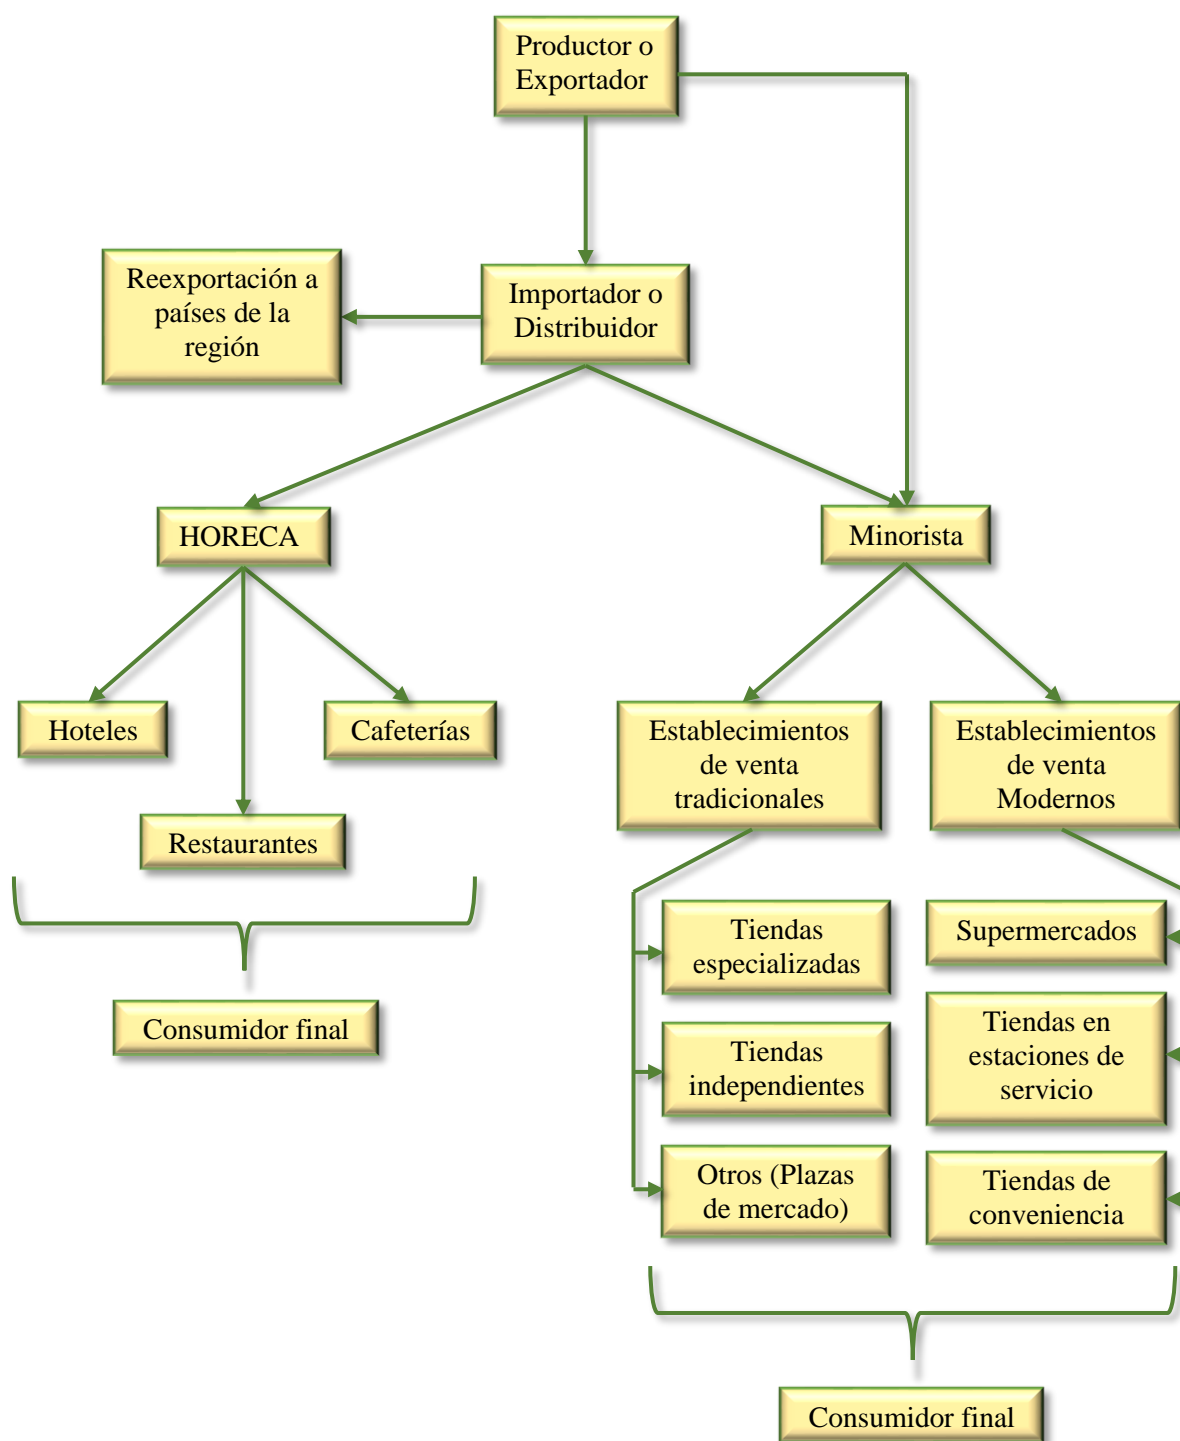 Productor o
Exportador
Reexportación a
países de la
región
Importador o
Distribuidor
HORECA
Minorista
Hoteles
Cafeterías
Restaurantes
Establecimientos
de venta
tradicionales
Establecimientos
de venta
Modernos
Tiendas
especializadas
Supermercados
Tiendas
independientes
Tiendas en
estaciones de
servicio
Otros (Plazas
de mercado)
Tiendas de
conveniencia
Consumidor final
Consumidor final